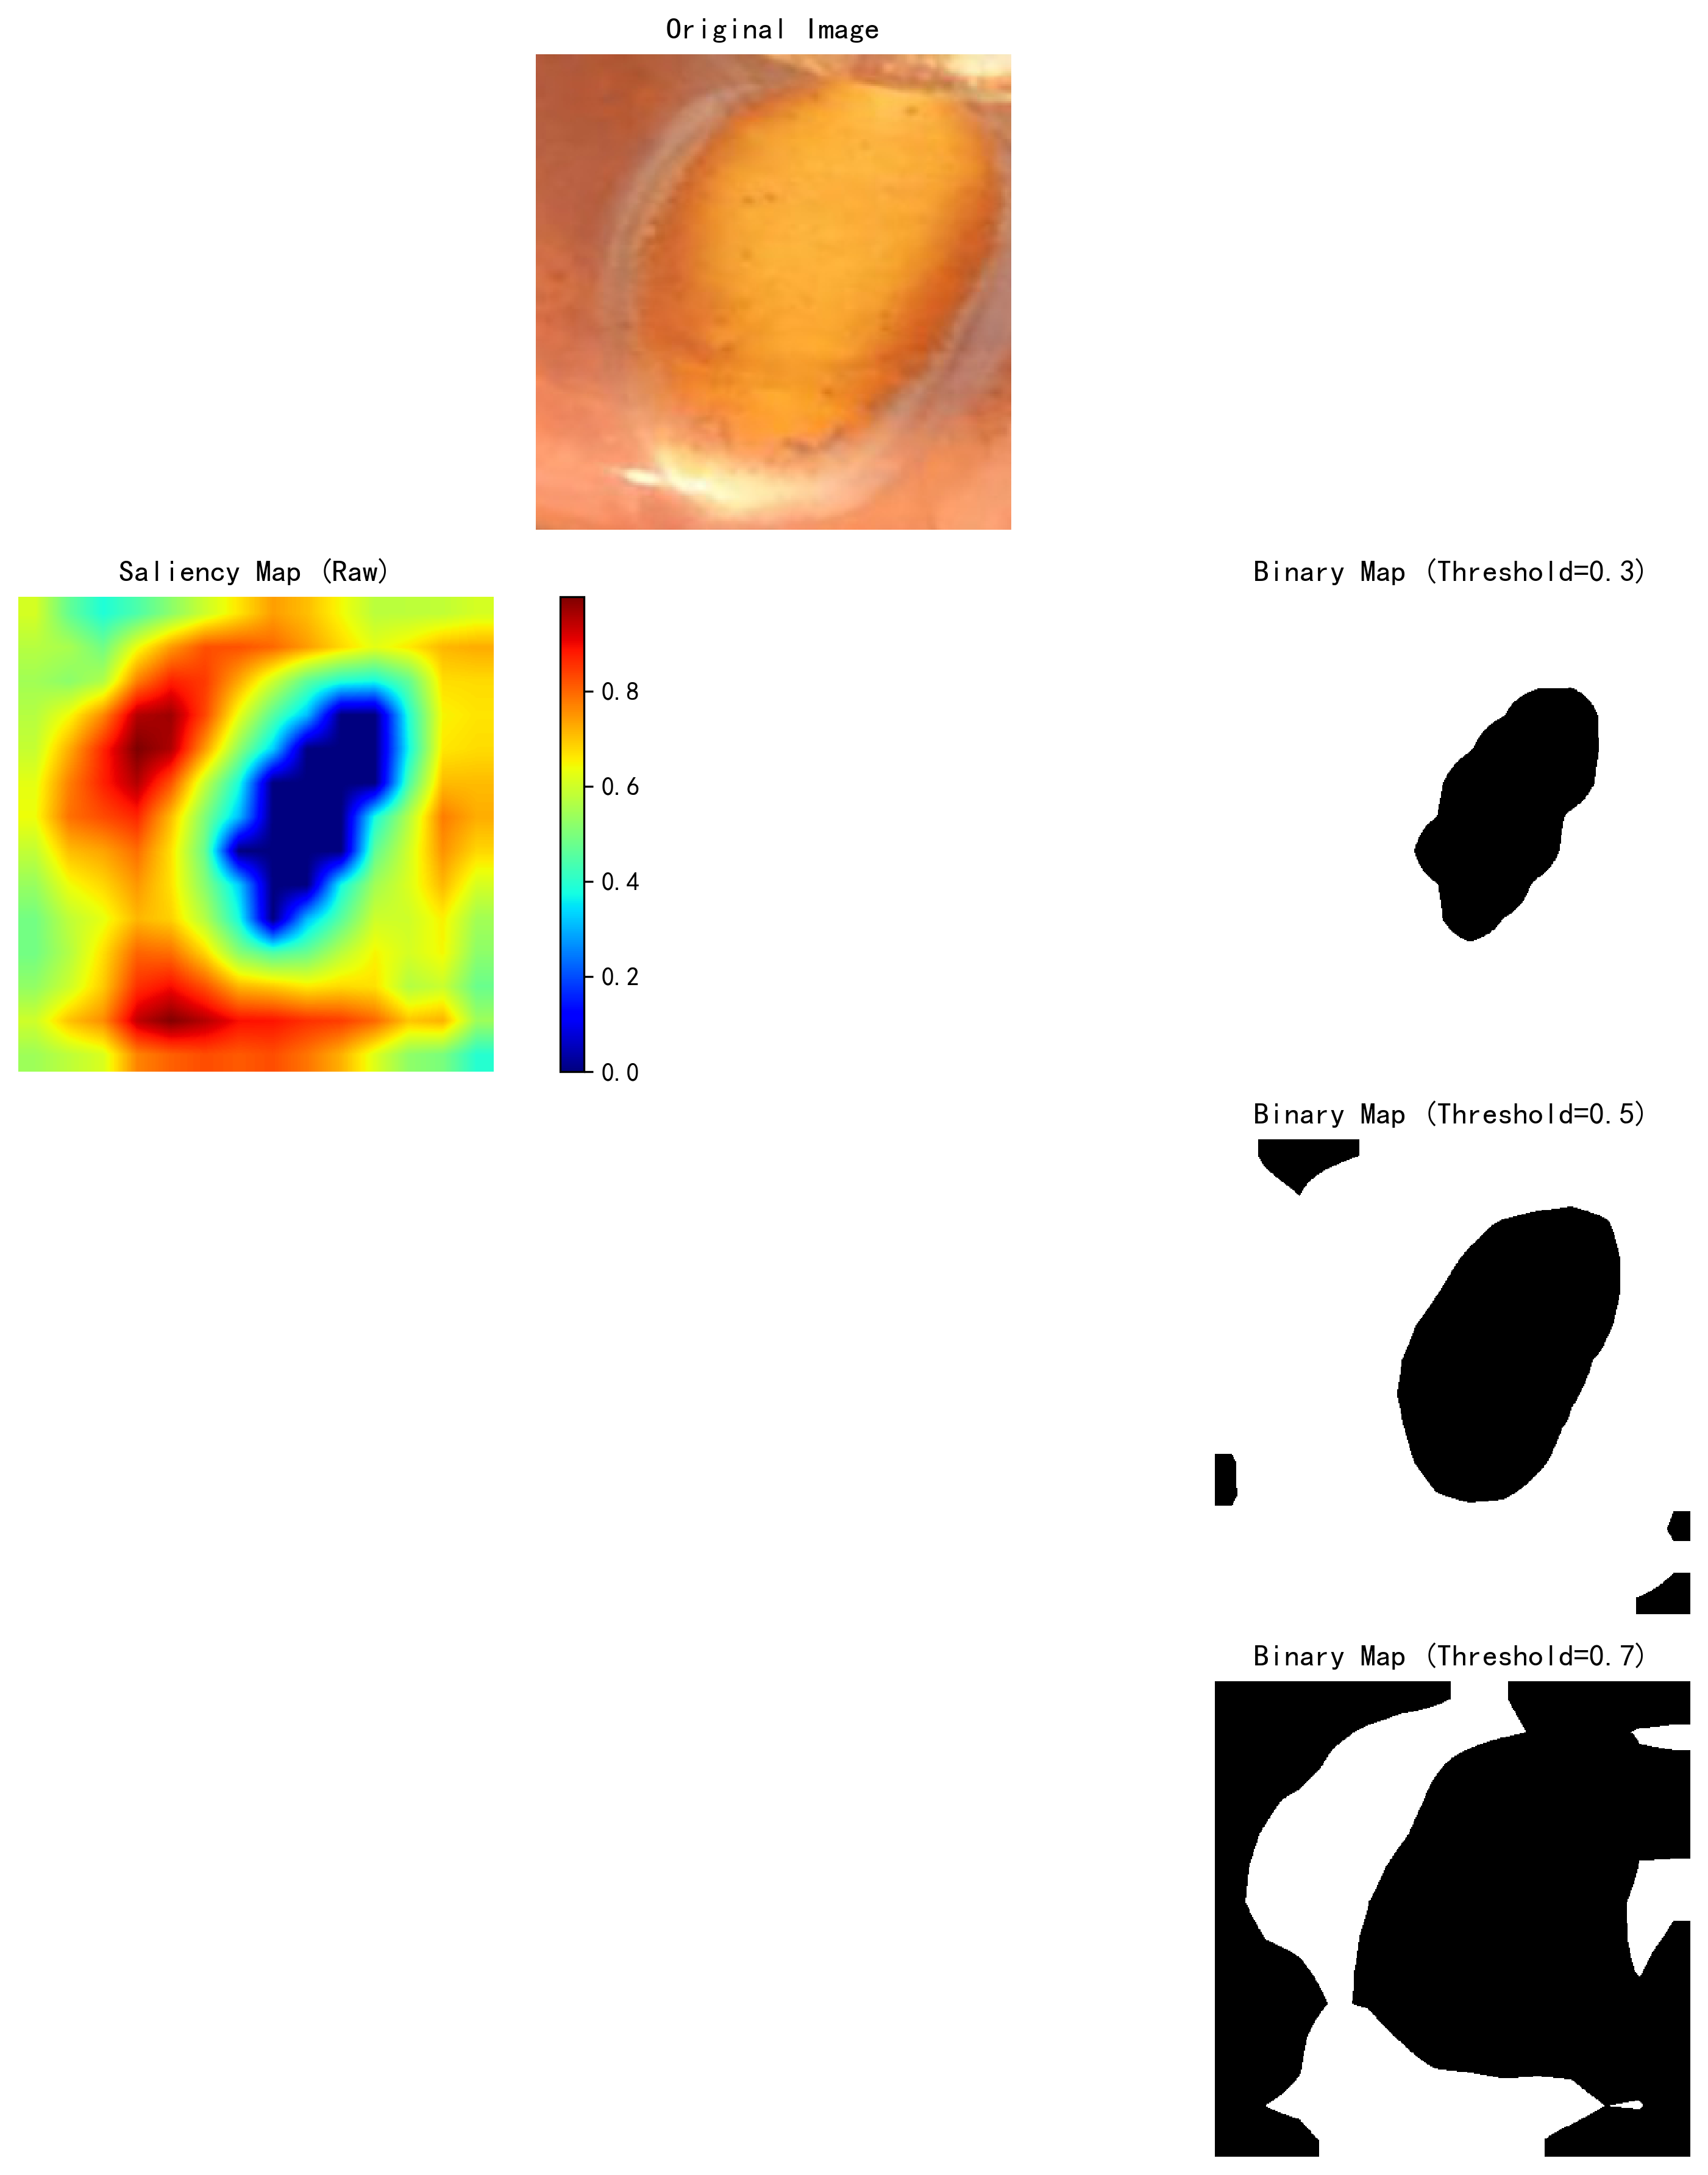 Original Image
Saliency Map (Raw)
Binary Map (Threshold=0.3)
0.8
0.6
0.4
0.2
0.0
Binary Map (Threshold=0.5)
Binary Map (Threshold=0.7)